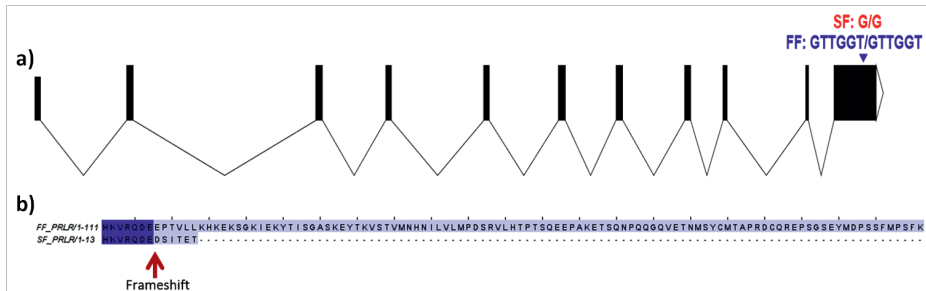 SF: G/G
FF: GTTGGT/GTTGGT
a)
b)
FF_PRLR/1-111 HKVRQDEEPTVLLKHKEKSGKIEKYTISGASKEYTKVSTVMNHNILVLMPDSRVLHTPTSQEEPAKETSQNPQQGQVETNMSYCMTAPRDCQREPSGSEYMDPSSFMPSFK
SF_PRLR/1-13 HKVRQDEDSITET
Frameshift